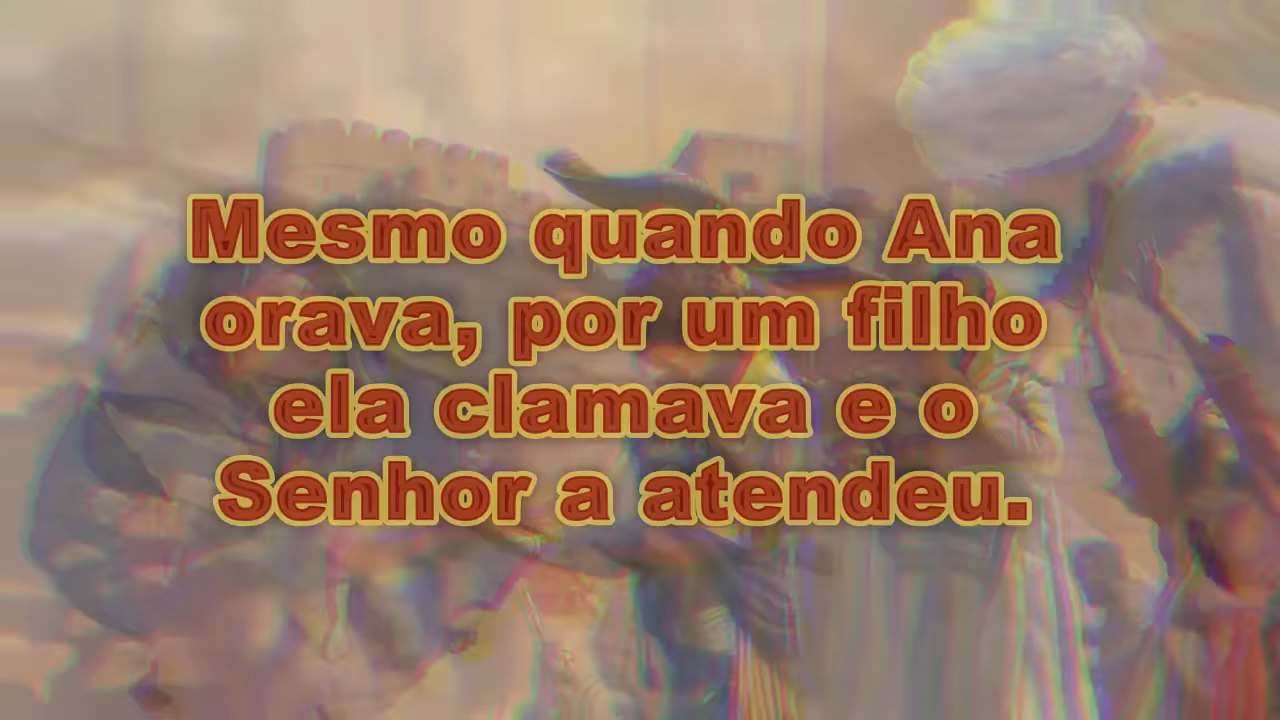 Mesmo quando Ana
orava, por um filho
ela clamava e o
Senhor a atendeu.